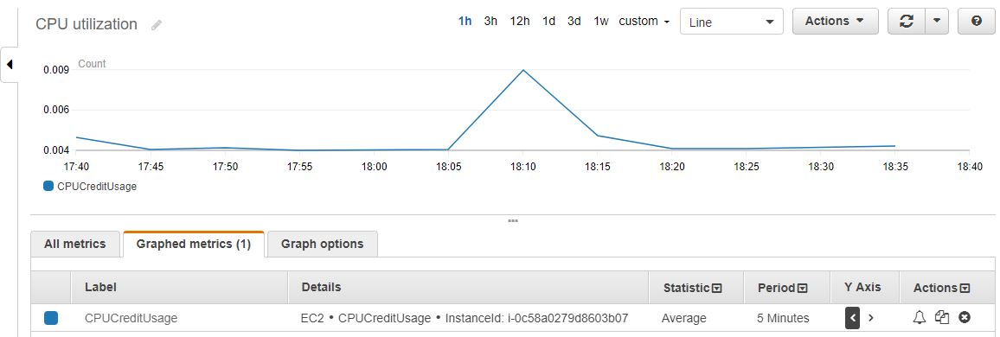 CPU utilization 1h 3h 12h 1d 3d 1w custom Line Actions ?
Count
0.009
0.006
0.004
17:40 17:45 17:50 17:55 18:00 18:05 18:10 18:15 18:20 18:25 18:30 18:35 18:40
CPUCreditUsage
All metrics Graphed metrics (1) Graph options
Label Details Statistic Period Y Axis Actions
CPUCreditUsage EC2 • CPUCreditUsage • InstanceId: i-0c58a0279d8603b07 Average 5 Minutes < >